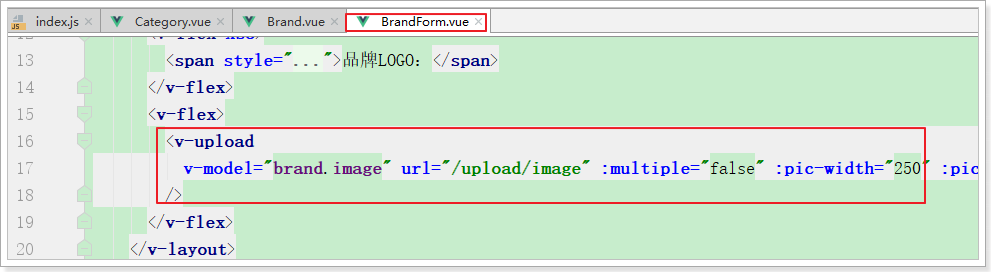 index.js × Category.vue × Brand.vue × BrandForm.vue ×
13 <span style="...">品牌LOGO：</span>
14 </v-flex>
15 <v-flex>
16 <v-upload
17 v-model="brand.image" url="/upload/image" :multiple="false" :pic-width="250" :pic
18 />
19 </v-flex>
20 </v-layout>